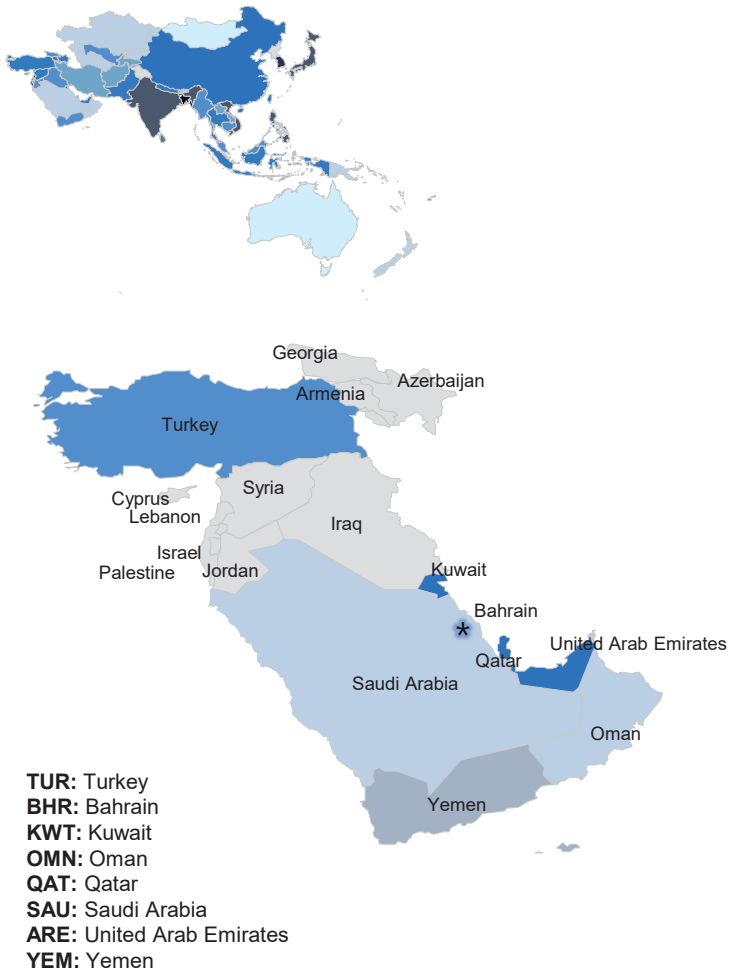 Georgia
Azerbaijan
Armenia
Turkey
Syria
Cyprus
Lebanon
Iraq
Israel
Palestine
Jordan
Kuwait
Bahrain
*
United Arab Emirates
Qatar
Saudi Arabia
Oman
Yemen
TUR: Turkey
BHR: Bahrain
KWT: Kuwait
OMN: Oman
QAT: Qatar
SAU: Saudi Arabia
ARE: United Arab Emirates
YEM: Yemen